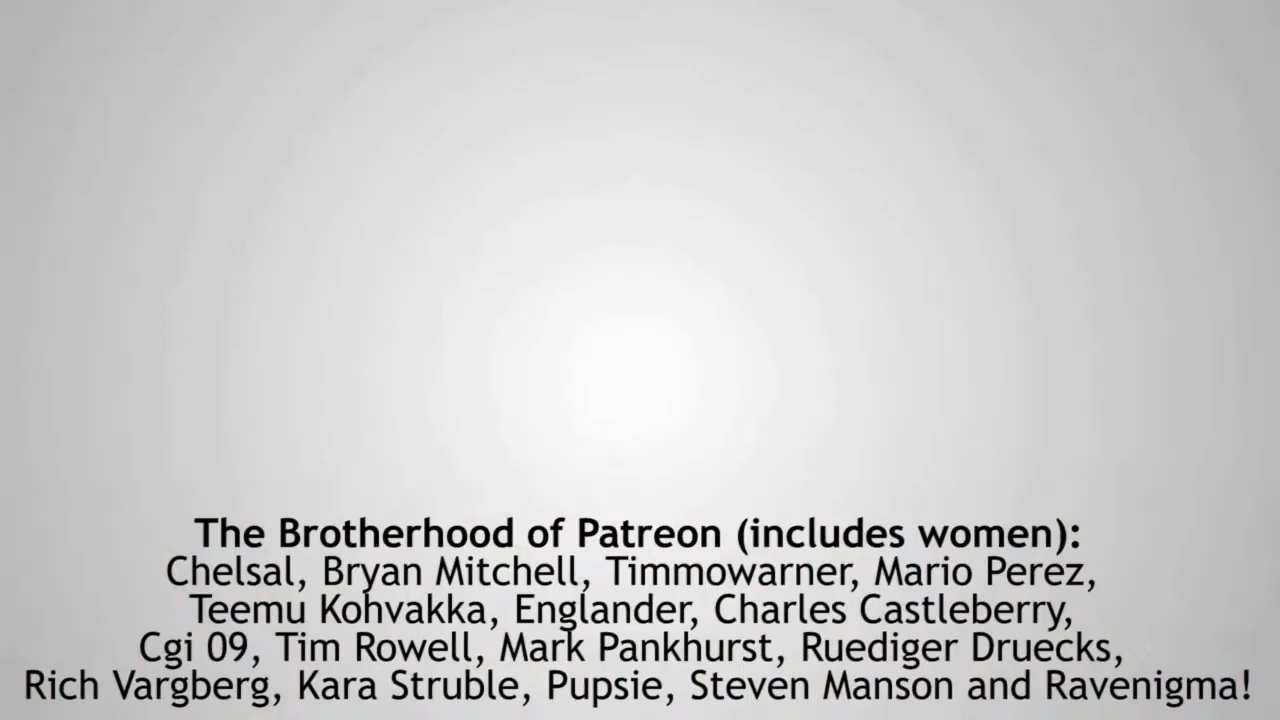 The Brotherhood of Patreon (includes women):
Chelsal, Bryan Mitchell, Timmowarner, Mario Perez,
Teemu Kohvakka, Englander, Charles Castleberry,
Cgi 09, Tim Rowell, Mark Pankhurst, Ruediger Druecks,
Rich Vargberg, Kara Struble, Pupsie, Steven Manson and Ravenigma!